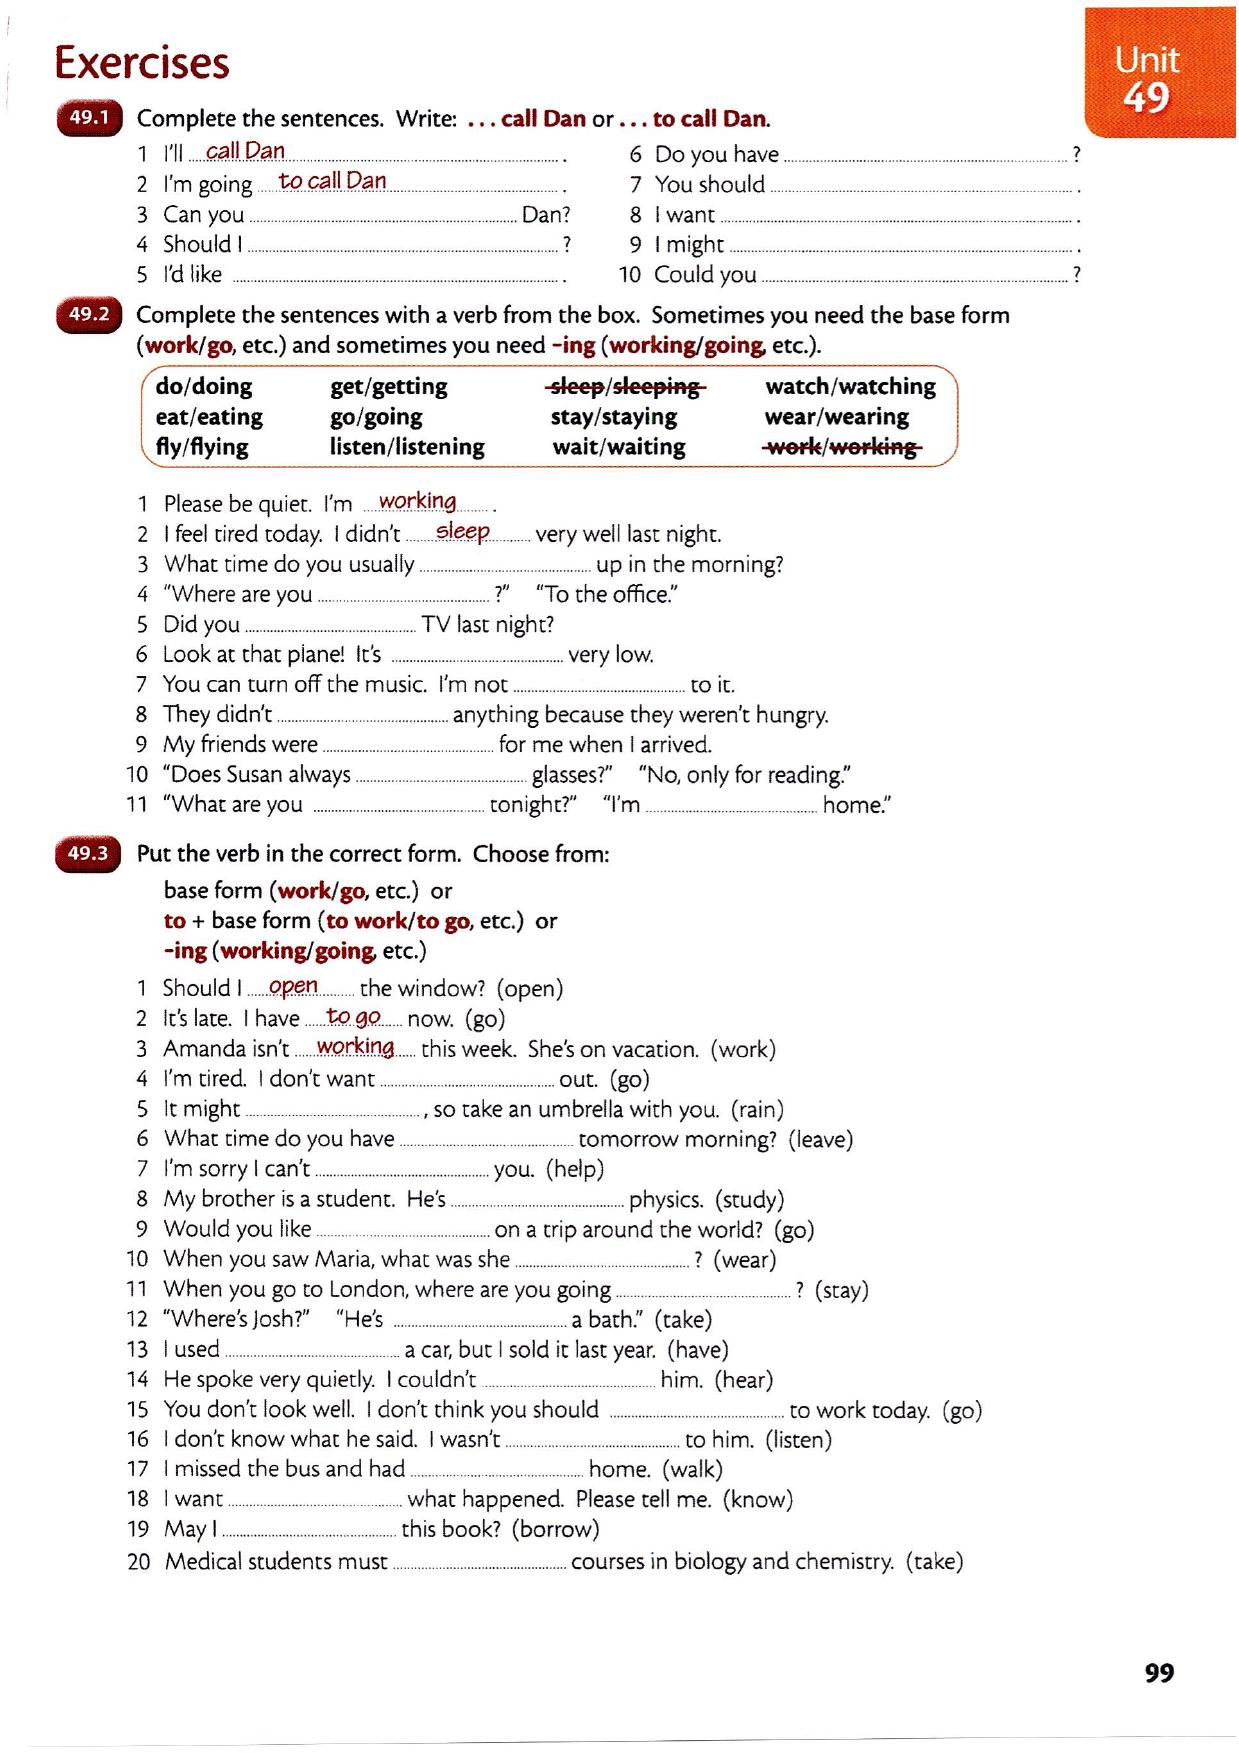 Exercises
Unit
49
49.1 Complete the sentences. Write: ... call Dan or ... to call Dan.
1 I'll call Dan .
2 I'm going to call Dan .
3 Can you Dan?
4 Should I ?
5 I'd like .
6 Do you have ?
7 You should .
8 I want .
9 I might .
10 Could you ?
49.2 Complete the sentences with a verb from the box. Sometimes you need the base form
(work/go, etc.) and sometimes you need -ing (working/going, etc.).
do/doing get/getting sleep/sleeping watch/watching
eat/eating go/going stay/staying wear/wearing
fly/flying listen/listening wait/waiting work/working
1 Please be quiet. I'm working .
2 I feel tired today. I didn't sleep very well last night.
3 What time do you usually up in the morning?
4 "Where are you ?" "To the office."
5 Did you TV last night?
6 Look at that plane! It's very low.
7 You can turn off the music. I'm not to it.
8 They didn't anything because they weren't hungry.
9 My friends were for me when I arrived.
10 "Does Susan always glasses?" "No, only for reading."
11 "What are you tonight?" "I'm home."
49.3 Put the verb in the correct form. Choose from:
base form (work/go, etc.) or
to + base form (to work/to go, etc.) or
-ing (working/going, etc.)
1 Should I open the window? (open)
2 It's late. I have to go now. (go)
3 Amanda isn't working this week. She's on vacation. (work)
4 I'm tired. I don't want out. (go)
5 It might , so take an umbrella with you. (rain)
6 What time do you have tomorrow morning? (leave)
7 I'm sorry I can't you. (help)
8 My brother is a student. He's physics. (study)
9 Would you like on a trip around the world? (go)
10 When you saw Maria, what was she ? (wear)
11 When you go to London, where are you going ? (stay)
12 "Where's Josh?" "He's a bath." (take)
13 I used a car, but I sold it last year. (have)
14 He spoke very quietly. I couldn't him. (hear)
15 You don't look well. I don't think you should to work today. (go)
16 I don't know what he said. I wasn't to him. (listen)
17 I missed the bus and had home. (walk)
18 I want what happened. Please tell me. (know)
19 May I this book? (borrow)
20 Medical students must courses in biology and chemistry. (take)
99